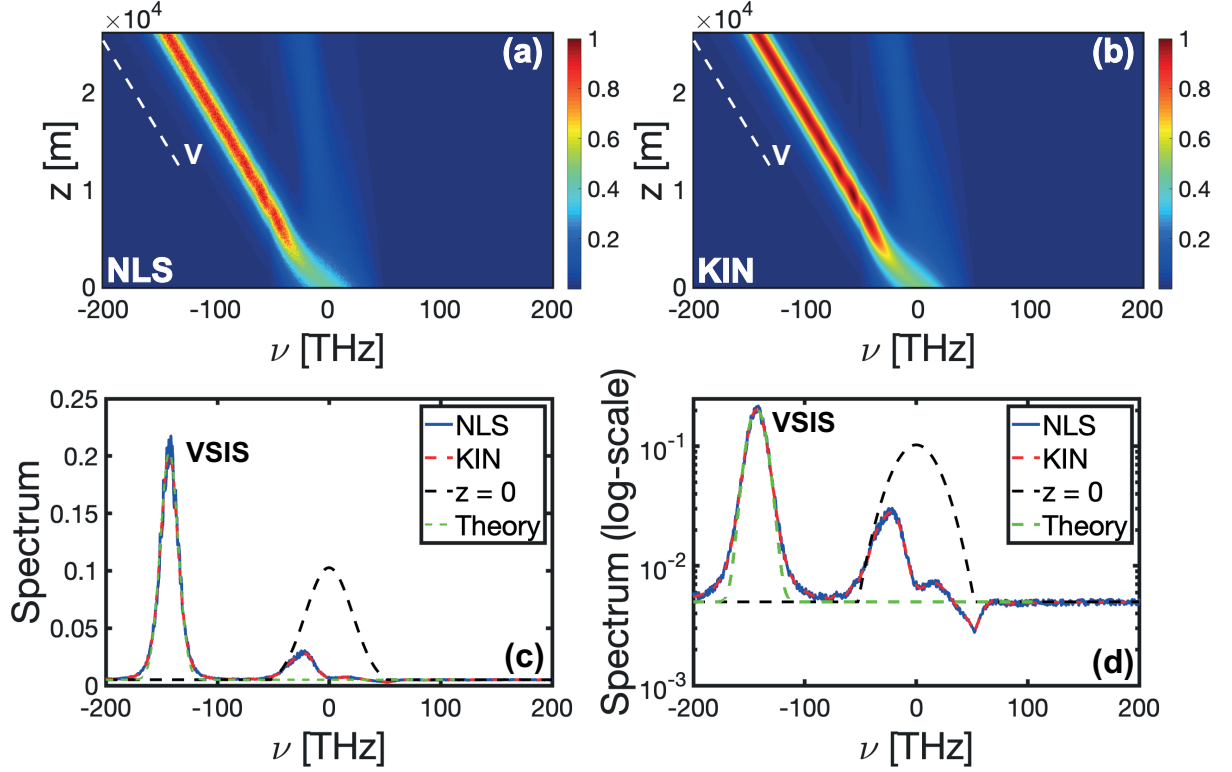 ×10⁴
(a)
z [m]
2
1
0
V
NLS
-200
-100
0
100
200
ν [THz]
1
0.8
0.6
0.4
0.2
×10⁴
(b)
z [m]
2
1
0
V
KIN
-200
-100
0
100
200
ν [THz]
1
0.8
0.6
0.4
0.2
Spectrum
0.25
0.2
0.15
0.1
0.05
0
VSIS
NLS
KIN
z = 0
Theory
(c)
-200
-100
0
100
200
ν [THz]
Spectrum (log-scale)
10⁻¹
10⁻²
10⁻³
VSIS
NLS
KIN
z = 0
Theory
(d)
-200
-100
0
100
200
ν [THz]